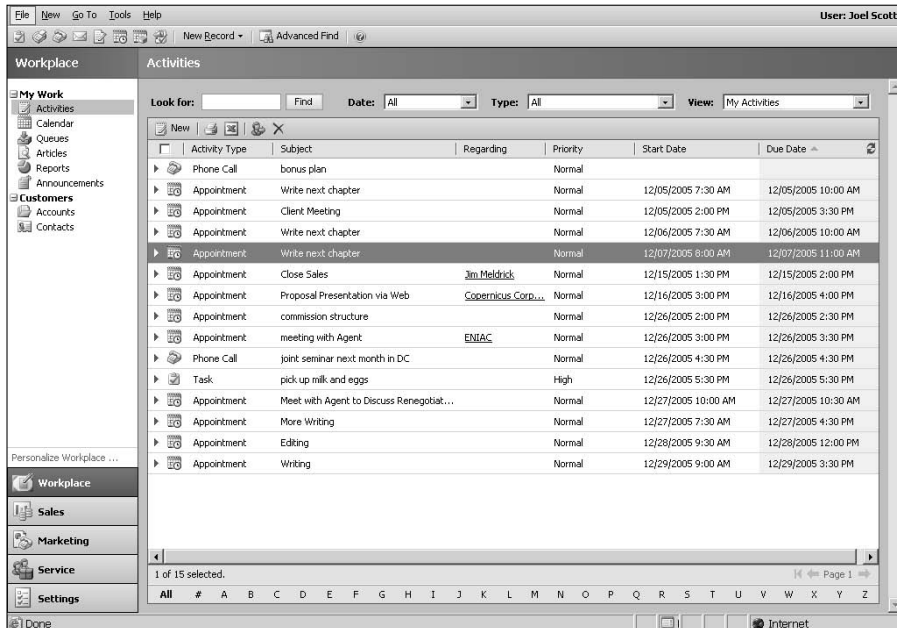 File New Go To Tools Help User: Joel Scott
New Record Advanced Find
Workplace Activities
My Work
Activities
Calendar
Queues
Articles
Reports
Announcements
Customers
Accounts
Contacts
Personalize Workplace ...
Workplace
Sales
Marketing
Service
Settings
Look for: Find Date: All Type: All View: My Activities
New
Activity Type Subject Regarding Priority Start Date Due Date
Phone Call bonus plan Normal
Appointment Write next chapter Normal 12/05/2005 7:30 AM 12/05/2005 10:00 AM
Appointment Client Meeting Normal 12/05/2005 2:00 PM 12/05/2005 3:30 PM
Appointment Write next chapter Normal 12/06/2005 7:30 AM 12/06/2005 10:00 AM
Appointment Write next chapter Normal 12/07/2005 8:00 AM 12/07/2005 11:00 AM
Appointment Close Sales Jim Meldrick Normal 12/15/2005 1:30 PM 12/15/2005 2:00 PM
Appointment Proposal Presentation via Web Copernicus Corp... Normal 12/16/2005 3:00 PM 12/16/2005 4:00 PM
Appointment commission structure Normal 12/26/2005 2:00 PM 12/26/2005 2:30 PM
Appointment meeting with Agent ENIAC Normal 12/26/2005 3:00 PM 12/26/2005 3:30 PM
Phone Call joint seminar next month in DC Normal 12/26/2005 4:30 PM 12/26/2005 4:30 PM
Task pick up milk and eggs High 12/26/2005 5:30 PM 12/26/2005 5:30 PM
Appointment Meet with Agent to Discuss Renegotiat... Normal 12/27/2005 10:00 AM 12/27/2005 10:30 AM
Appointment More Writing Normal 12/27/2005 7:30 AM 12/27/2005 4:30 PM
Appointment Editing Normal 12/28/2005 9:30 AM 12/28/2005 12:00 PM
Appointment Writing Normal 12/29/2005 9:00 AM 12/29/2005 3:30 PM
1 of 15 selected. Page 1
All # A B C D E F G H I J K L M N O P Q R S T U V W X Y Z
Done Internet